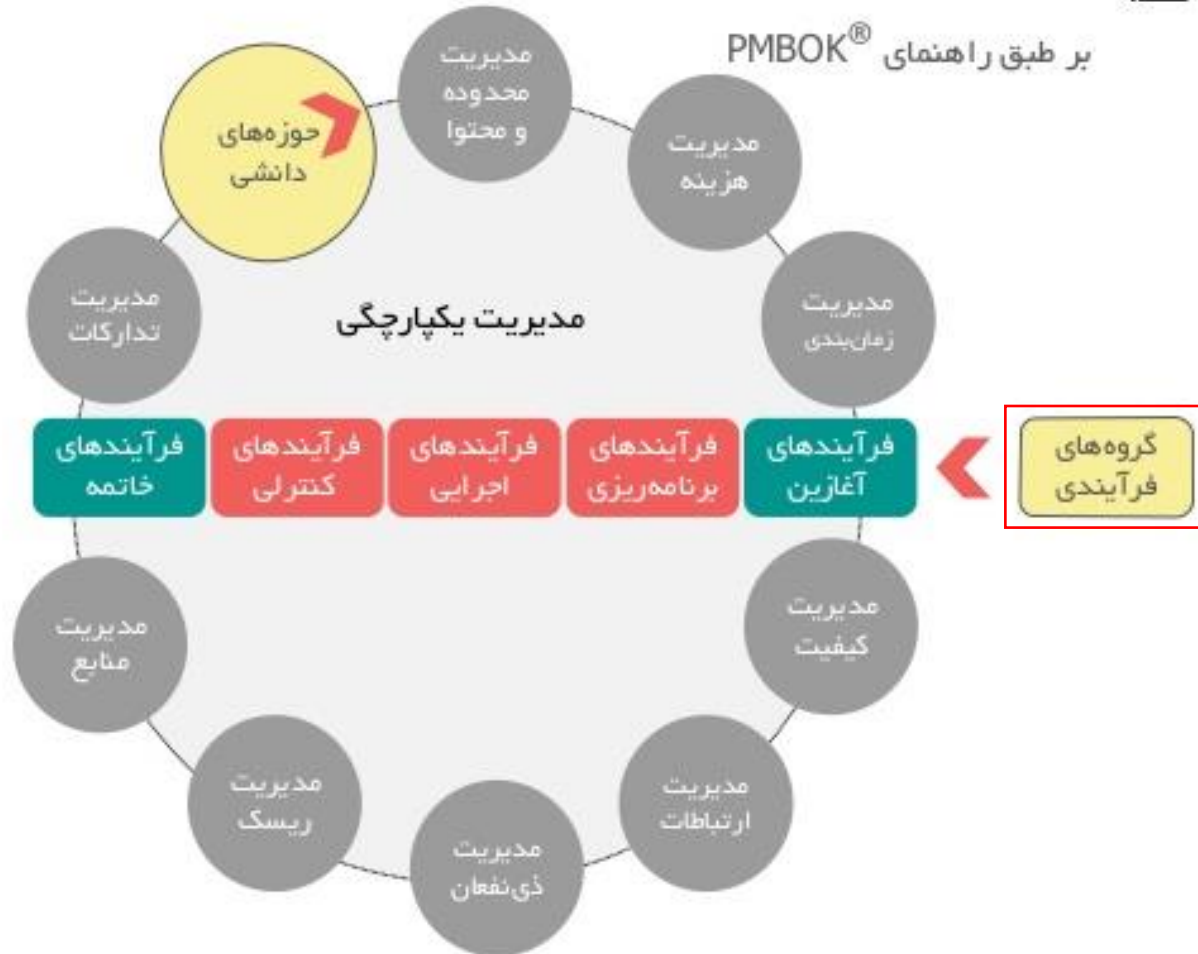 بر طبق راهنمای PMBOK®
حوزه‌های
دانشی
مدیریت
محدوده
و محتوا
مدیریت
هزینه
مدیریت
زمان‌بندی
مدیریت
تدارکات
مدیریت یکپارچگی
گروه‌های
فرآیندی
فرآیندهای
آغازین
فرآیندهای
برنامه‌ریزی
فرآیندهای
اجرایی
فرآیندهای
کنترلی
فرآیندهای
خاتمه
مدیریت
کیفیت
مدیریت
ارتباطات
مدیریت
ذی‌نفعان
مدیریت
ریسک
مدیریت
منابع